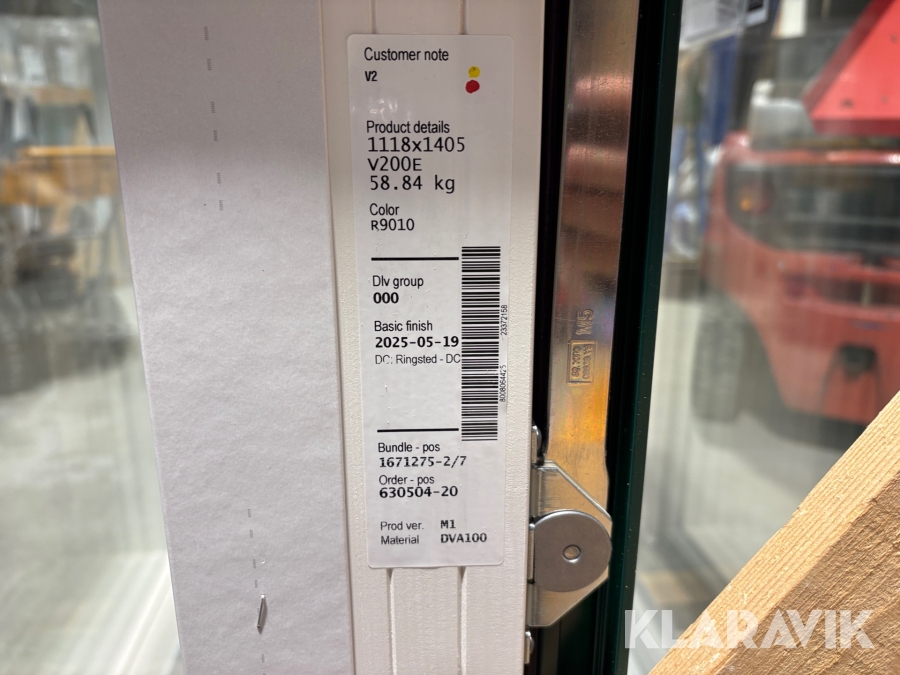 Customer note
V2
Product details
1118x1405
V200E
58.84 kg
Color
R9010
Dlv group
000
Basic finish
2025-05-19
DC: Ringsted - DC
23372158
8008064425
Bundle - pos
1671275-2/7
Order - pos
630504-20
Prod ver. M1
Material DVA100
KLARAVIK